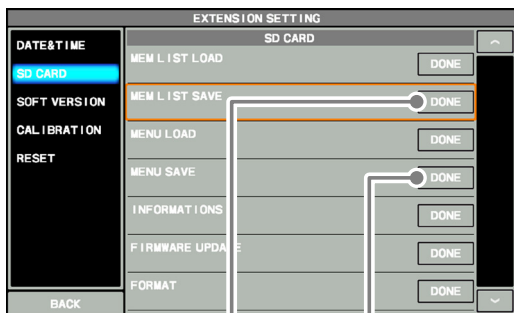 EXTENSION SETTING
DATE&TIME
SD CARD
SOFT VERSION
CALIBRATION
RESET
BACK
SD CARD
MEM LIST LOAD DONE
MEM LIST SAVE DONE
MENU LOAD DONE
MENU SAVE DONE
INFORMATIONS DONE
FIRMWARE UPDATE DONE
FORMAT DONE